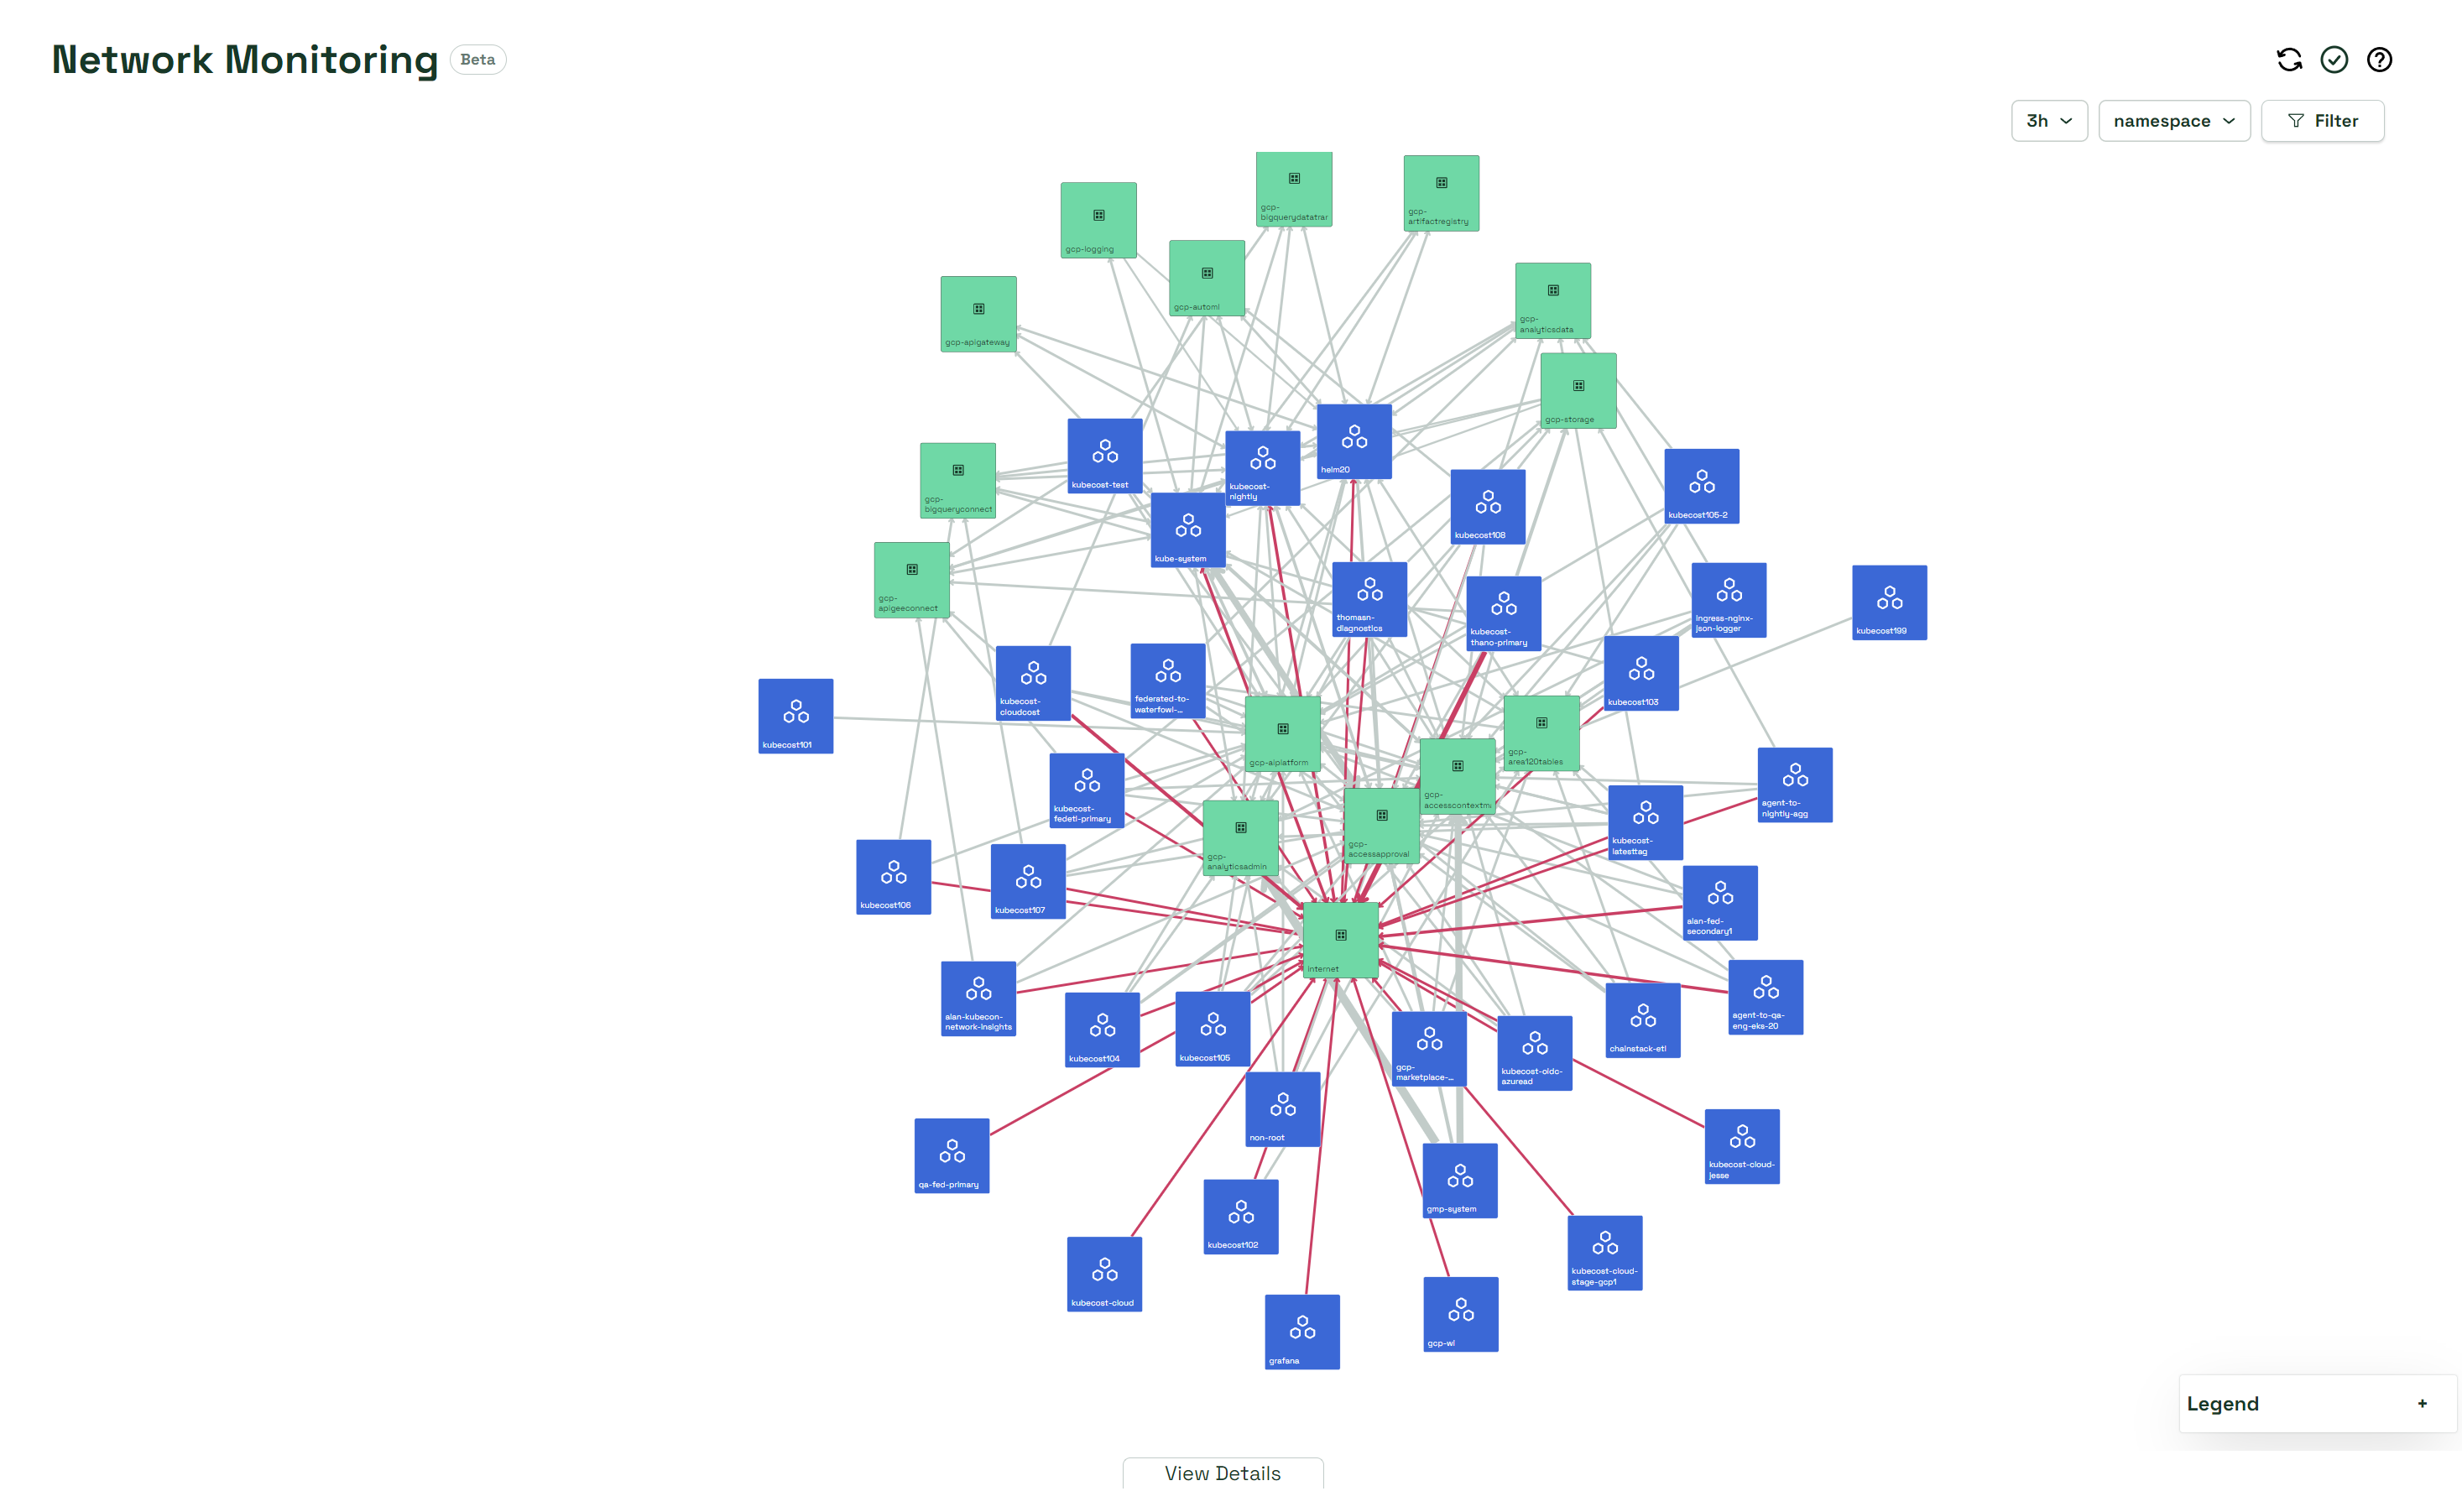 Network Monitoring
Beta
3h
namespace
Filter
gcp-
bigquerydatatrar
gcp-
artifactregistry
gcp-logging
gcp-automl
gcp-
analyticsdata
gcp-apigateway
gcp-storage
helm20
kubecost-test
kubecost-
nightly
gcp-
bigqueryconnect
kubecost108
kubecost105-2
kube-system
gcp-
apigeeconnect
thomasn-
diagnostics
kubecost-
thano-primary
ingress-nginx-
json-logger
kubecost199
kubecost-
cloudcost
federated-to-
waterfowl-...
kubecost103
kubecost101
gcp-aiplatform
gcp-
area120tables
kubecost-
fedetl-primary
gcp-
accesscontextm
agent-to-
nightly-agg
gcp-
analyticsadmin
gcp-
accessapproval
kubecost-
latesttag
kubecost106
kubecost107
alan-fed-
secondary1
internet
alan-kubecon-
network-insights
kubecost104
kubecost105
gcp-
marketplace-...
kubecost-oidc-
azuread
chainstack-etl
agent-to-qa-
eng-eks-20
non-root
qa-fed-primary
kubecost-cloud-
jesse
gmp-system
kubecost102
kubecost-cloud
kubecost-cloud-
stage-gcp1
grafana
gcp-wl
Legend
+
View Details